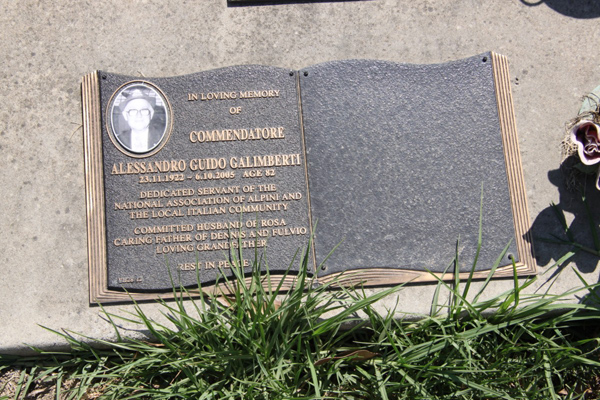 IN LOVING MEMORY
OF
COMMENDATORE
ALESSANDRO GUIDO GALIMBERTI
23.11.1922 – 6.10.2005 AGE 82
DEDICATED SERVANT OF THE
NATIONAL ASSOCIATION OF ALPINI AND
THE LOCAL ITALIAN COMMUNITY
COMMITTED HUSBAND OF ROSA
CARING FATHER OF DENNIS AND FULVIO
LOVING GRANDFATHER
REST IN PEACE